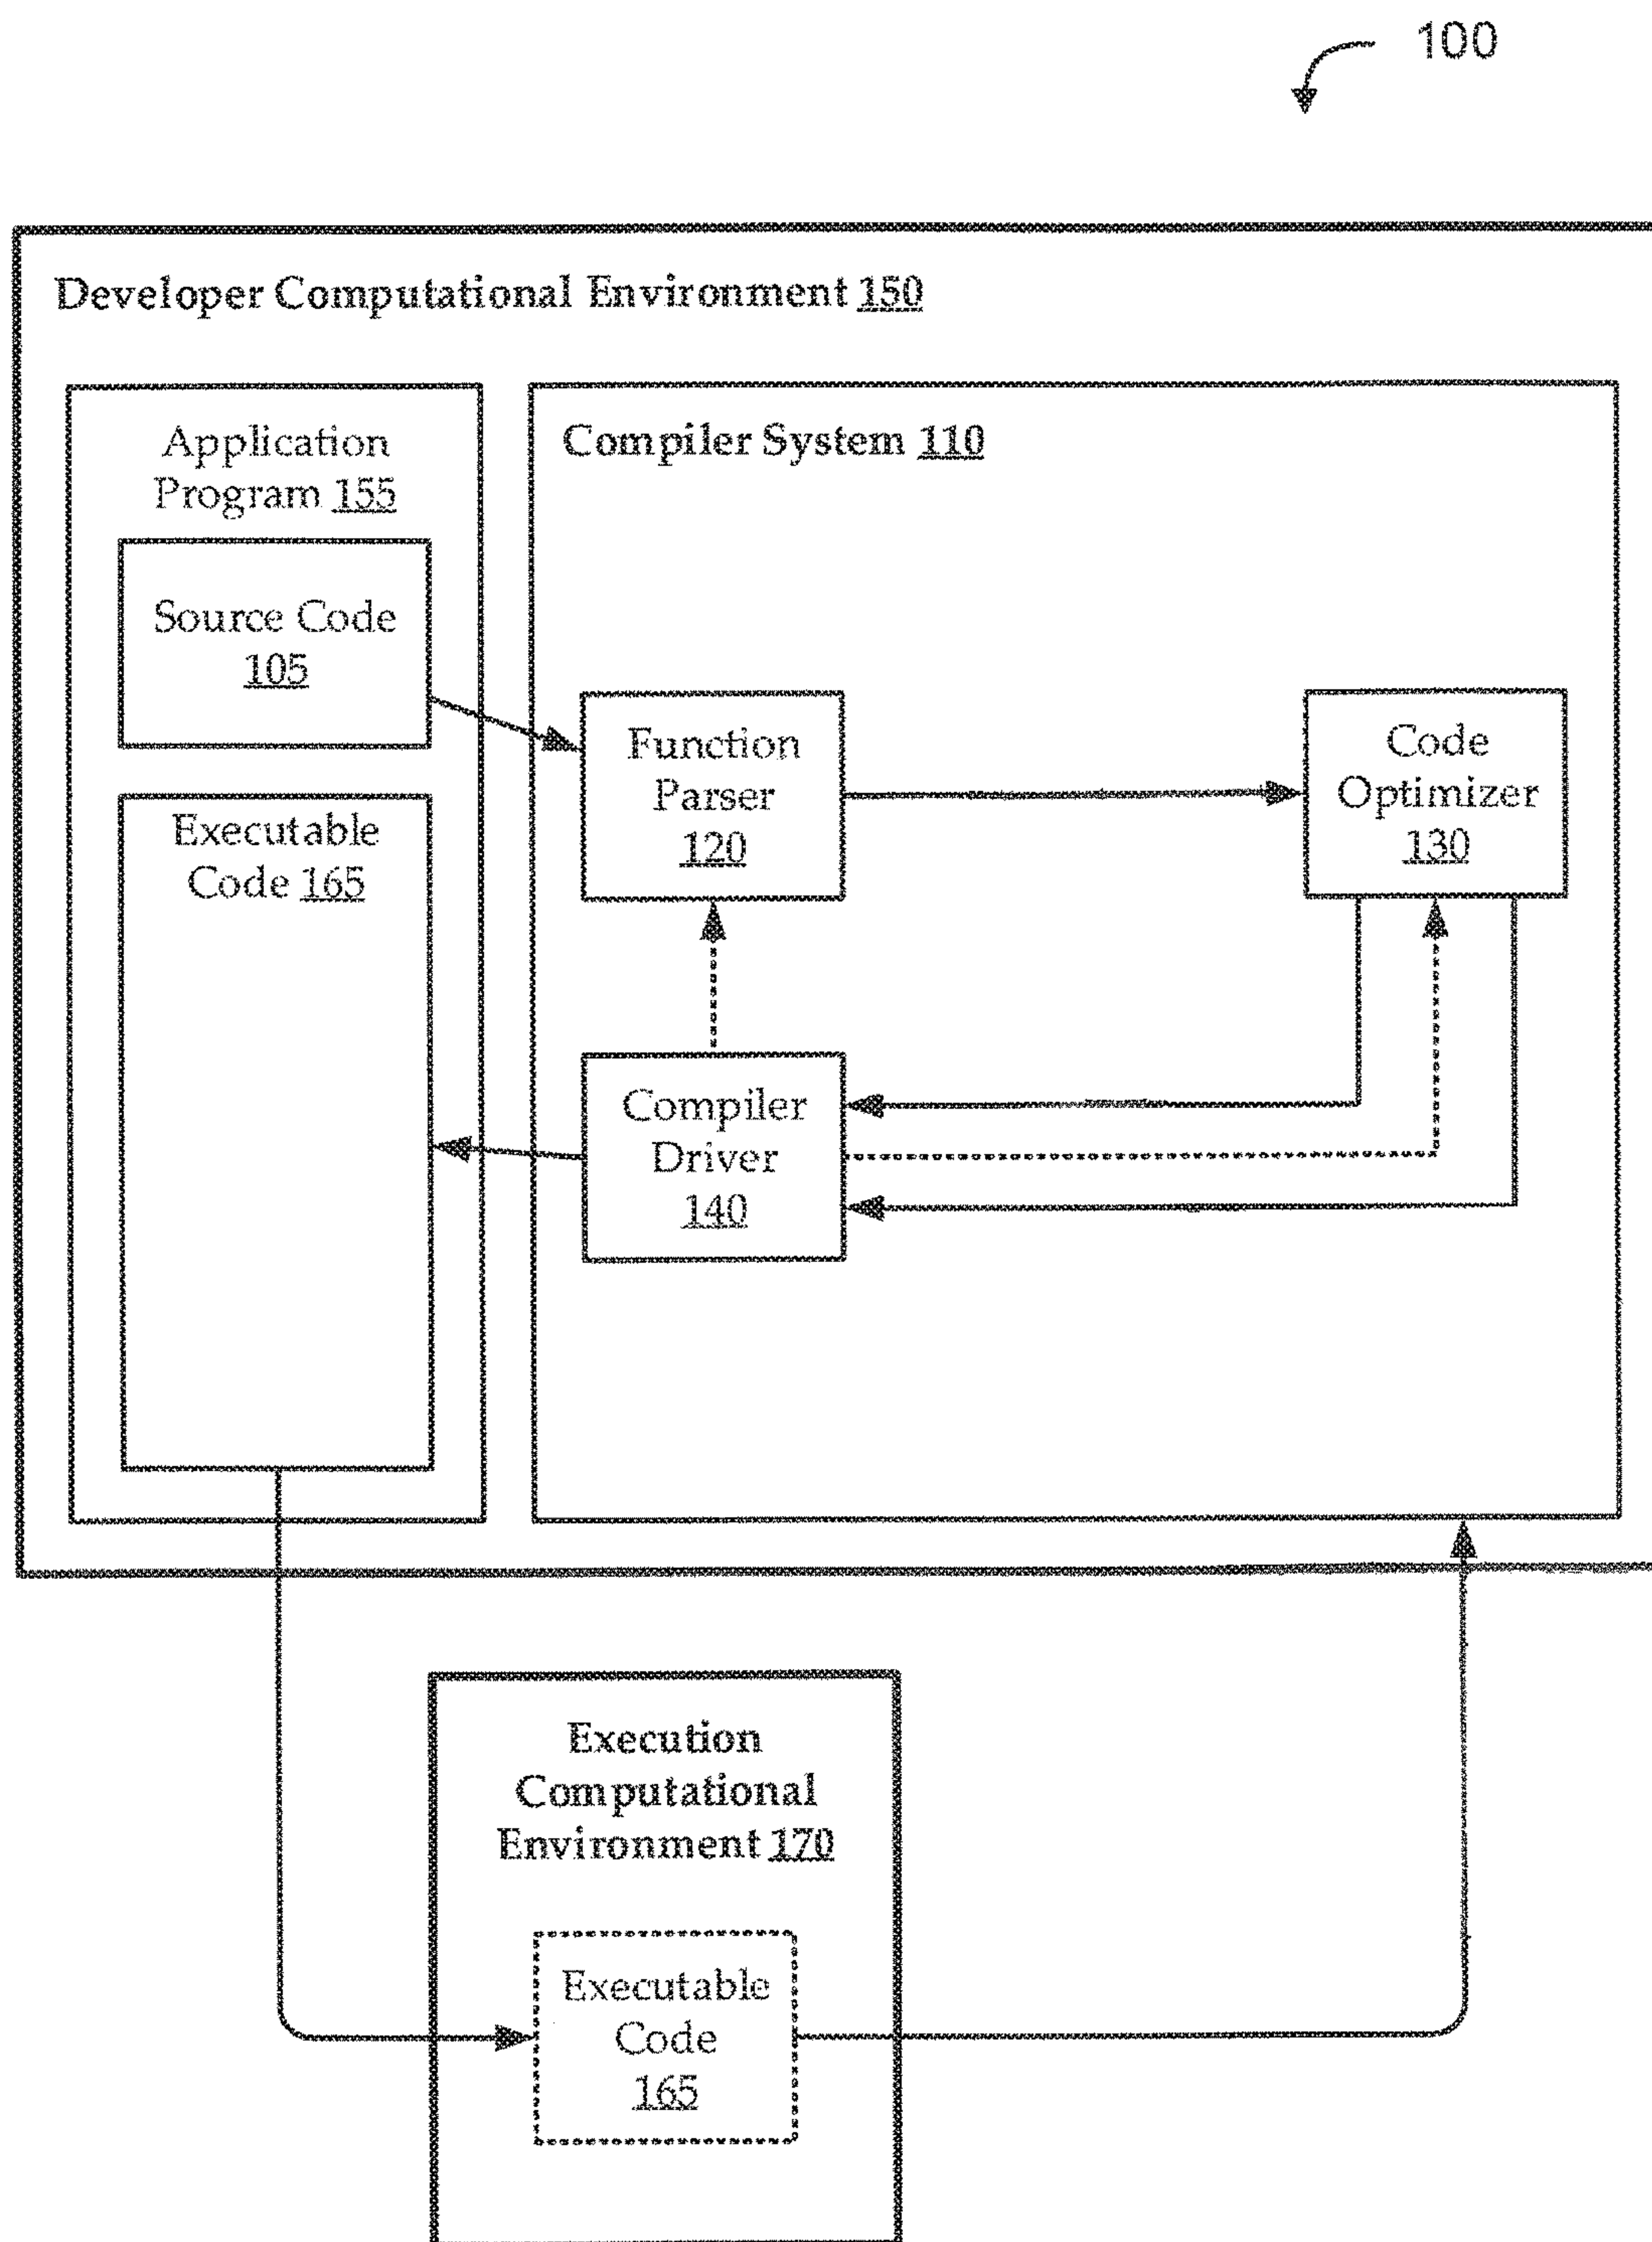 100
Developer Computational Environment 150
Application
Program 155
Source Code
105
Executable
Code 165
Compiler System 110
Function
Parser
120
Code
Optimizer
130
Compiler
Driver
140
Execution
Computational
Environment 170
Executable
Code
165